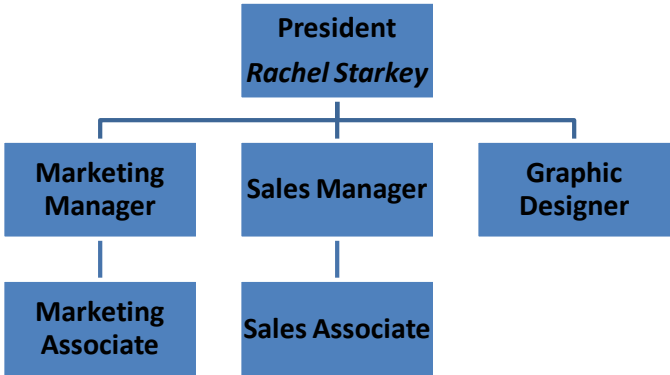 President
Rachel Starkey
Marketing
Manager
Sales Manager
Graphic
Designer
Marketing
Associate
Sales Associate